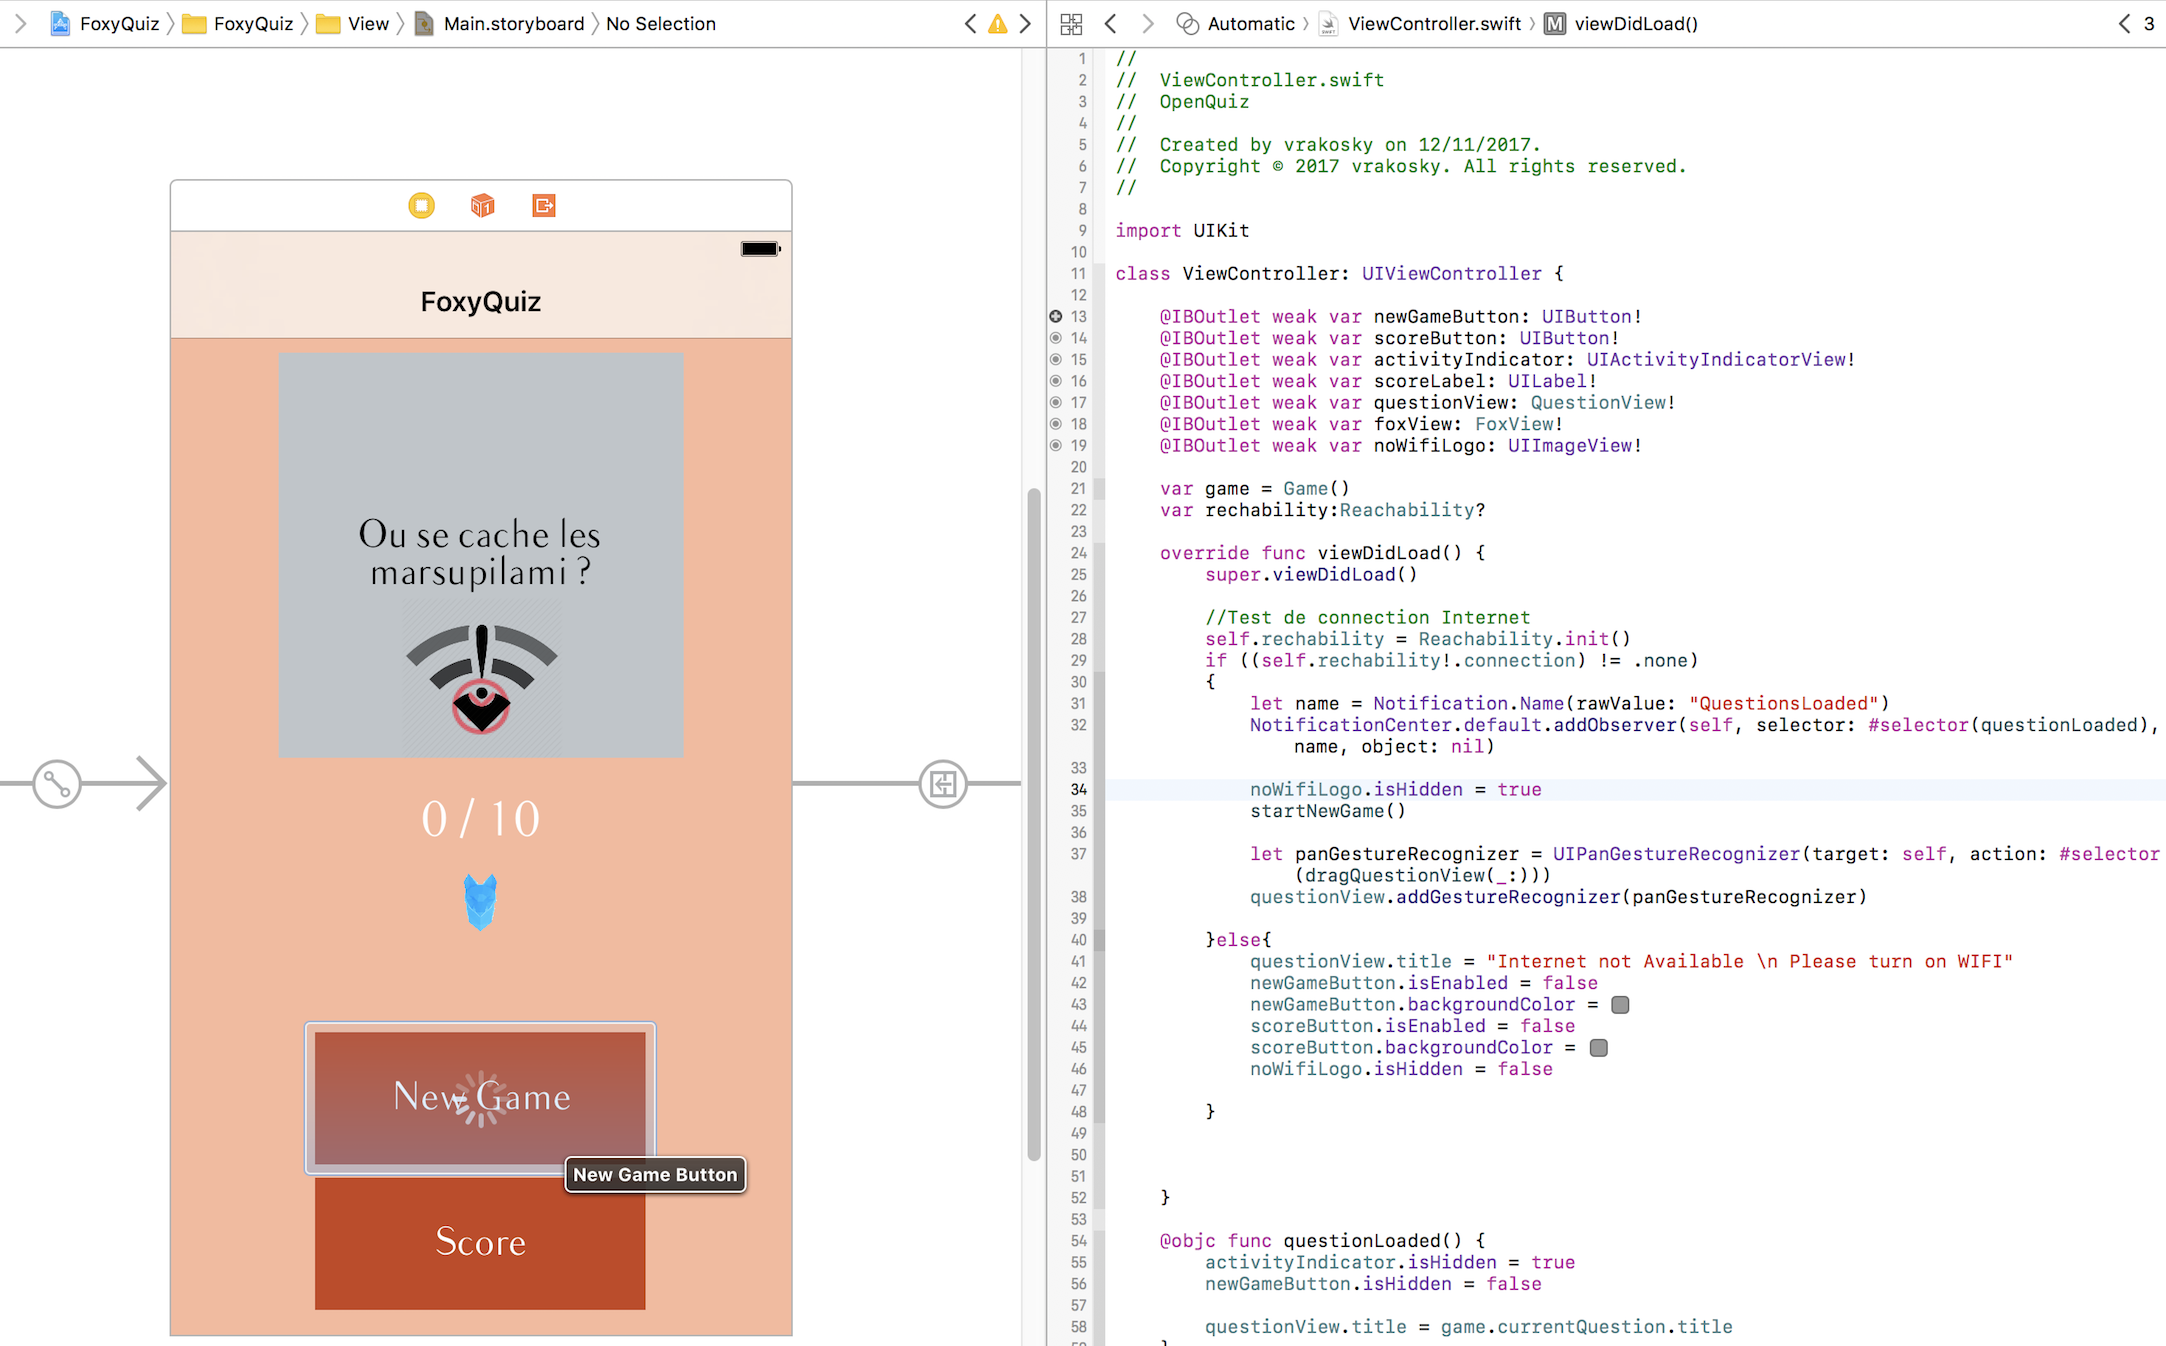 FoxyQuiz FoxyQuiz View Main.storyboard No Selection
Automatic ViewController.swift M viewDidLoad() 3
FoxyQuiz
Ou se cache les
marsupilami ?
0 / 10
New Game
New Game Button
Score
1 //
2 //  ViewController.swift
3 //  OpenQuiz
4 //
5 //  Created by vrakosky on 12/11/2017.
6 //  Copyright © 2017 vrakosky. All rights reserved.
7 //
8
9 import UIKit
10
11 class ViewController: UIViewController {
12
13     @IBOutlet weak var newGameButton: UIButton!
14     @IBOutlet weak var scoreButton: UIButton!
15     @IBOutlet weak var activityIndicator: UIActivityIndicatorView!
16     @IBOutlet weak var scoreLabel: UILabel!
17     @IBOutlet weak var questionView: QuestionView!
18     @IBOutlet weak var foxView: FoxView!
19     @IBOutlet weak var noWifiLogo: UIImageView!
20
21     var game = Game()
22     var rechability:Reachability?
23
24     override func viewDidLoad() {
25         super.viewDidLoad()
26
27         //Test de connection Internet
28         self.rechability = Reachability.init()
29         if ((self.rechability!.connection) != .none)
30         {
31             let name = Notification.Name(rawValue: "QuestionsLoaded")
32             NotificationCenter.default.addObserver(self, selector: #selector(questionLoaded),
                name, object: nil)
33
34             noWifiLogo.isHidden = true
35             startNewGame()
36
37             let panGestureRecognizer = UIPanGestureRecognizer(target: self, action: #selector
                (dragQuestionView(_:)))
38             questionView.addGestureRecognizer(panGestureRecognizer)
39
40         }else{
41             questionView.title = "Internet not Available \n Please turn on WIFI"
42             newGameButton.isEnabled = false
43             newGameButton.backgroundColor =
44             scoreButton.isEnabled = false
45             scoreButton.backgroundColor =
46             noWifiLogo.isHidden = false
47
48         }
49
50
51
52     }
53
54     @objc func questionLoaded() {
55         activityIndicator.isHidden = true
56         newGameButton.isHidden = false
57
58         questionView.title = game.currentQuestion.title